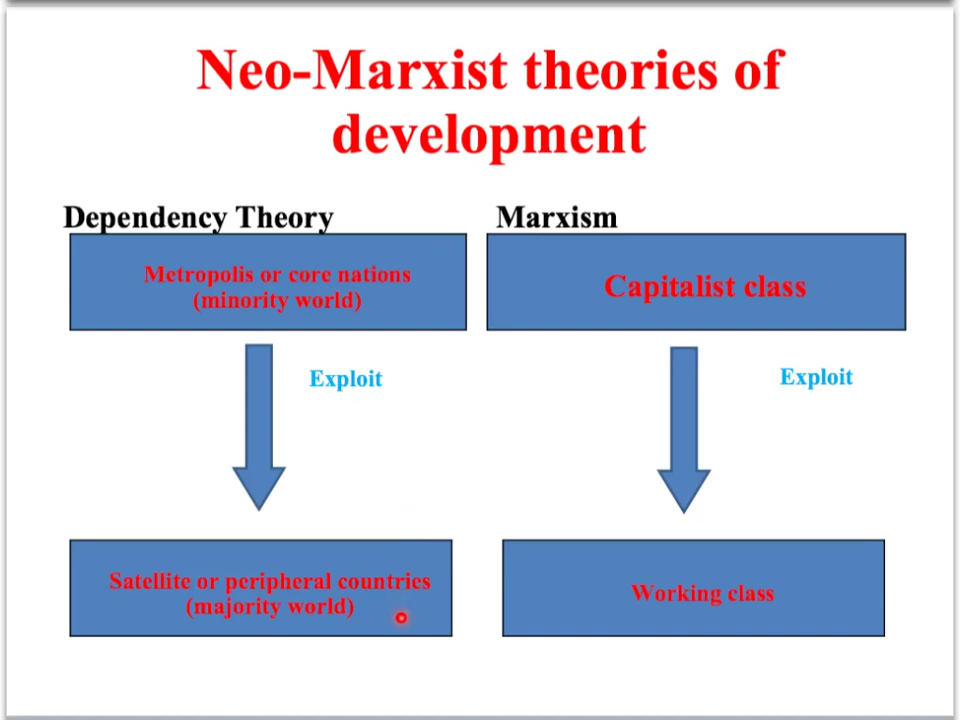 Neo-Marxist theories of
development
Dependency Theory
Marxism
Metropolis or core nations
(minority world)
Capitalist class
Exploit
Exploit
Satellite or peripheral countries
(majority world)
Working class